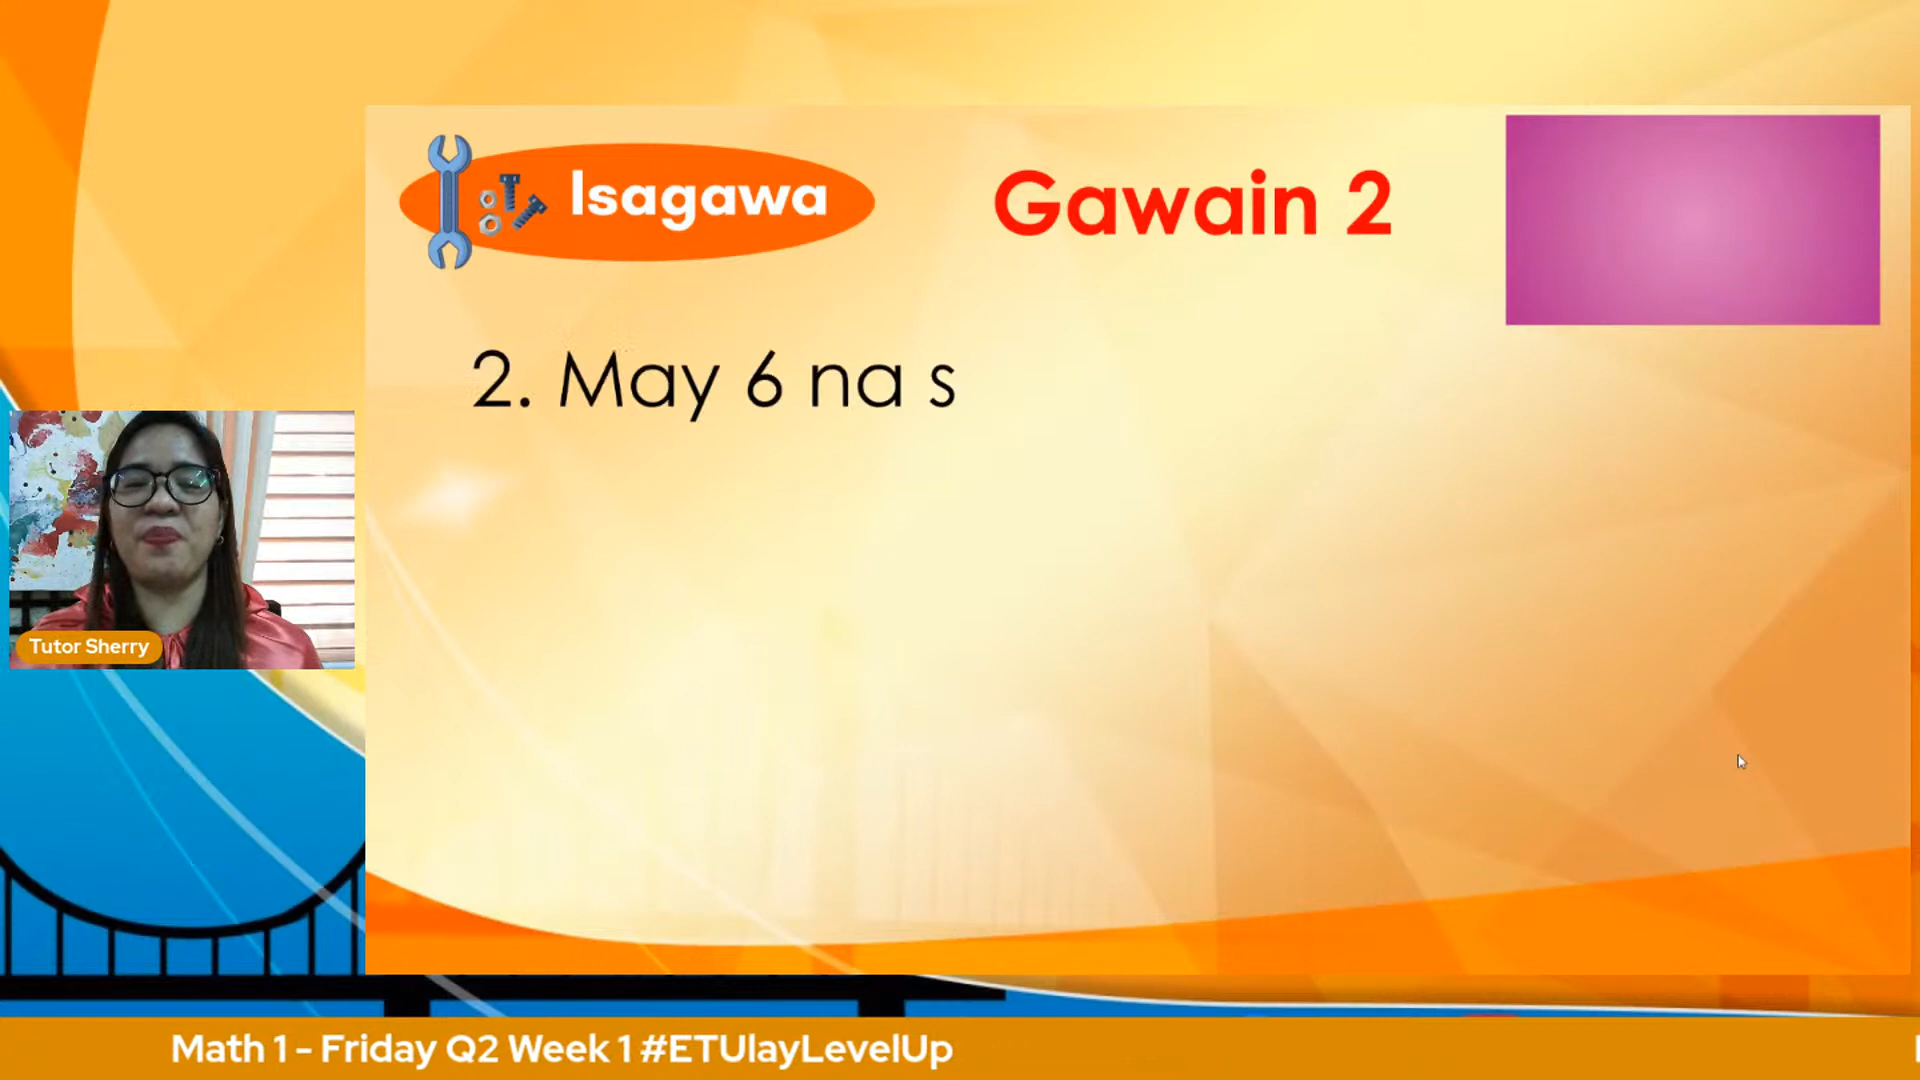 Isagawa
Gawain 2
2. May 6 na s
Tutor Sherry
Math 1 - Friday Q2 Week 1 #ETUlayLevelUp